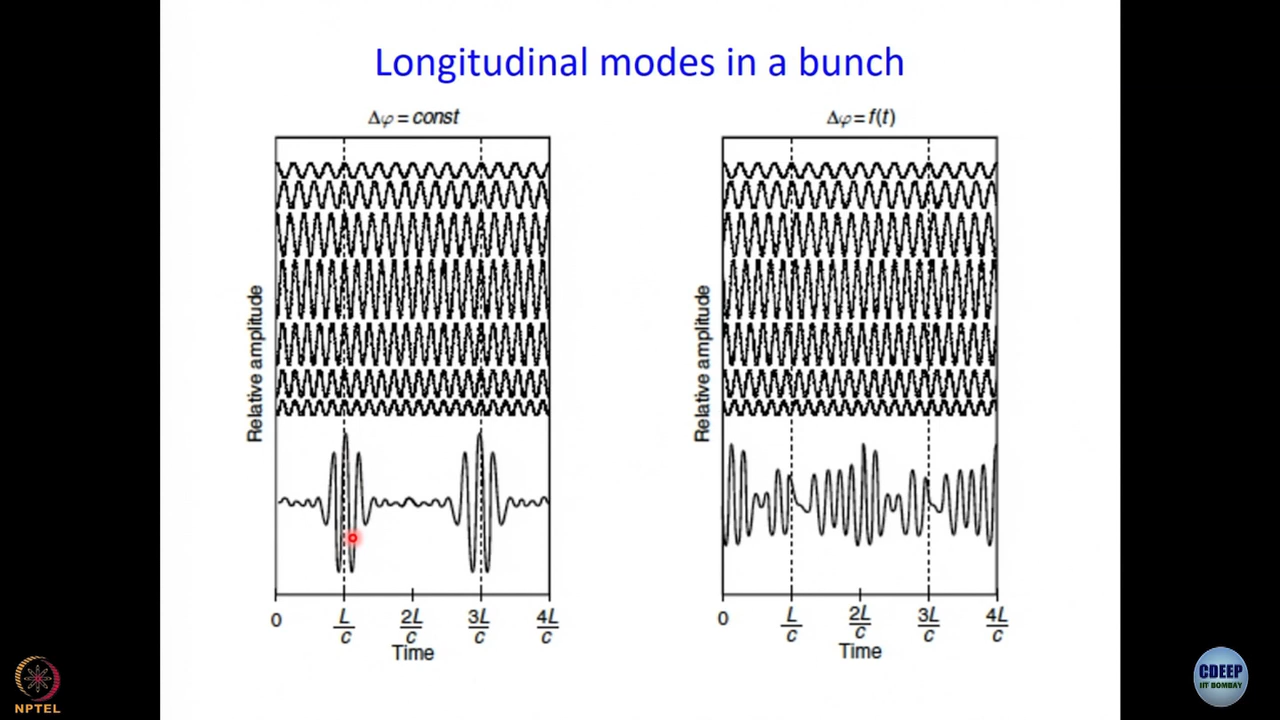 Longitudinal modes in a bunch
Δφ = const
Relative amplitude
0 L/c 2L/c 3L/c 4L/c
Time
Δφ = f(t)
Relative amplitude
0 L/c 2L/c 3L/c 4L/c
Time
NPTEL
CDEEP
IIT BOMBAY